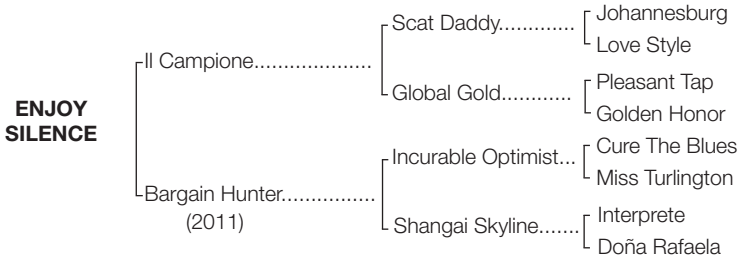 ENJOY
SILENCE
Il Campione....................
Bargain Hunter................
(2011)
Scat Daddy.............
Global Gold............
Incurable Optimist...
Shangai Skyline.......
Johannesburg
Love Style
Pleasant Tap
Golden Honor
Cure The Blues
Miss Turlington
Interprete
Doña Rafaela